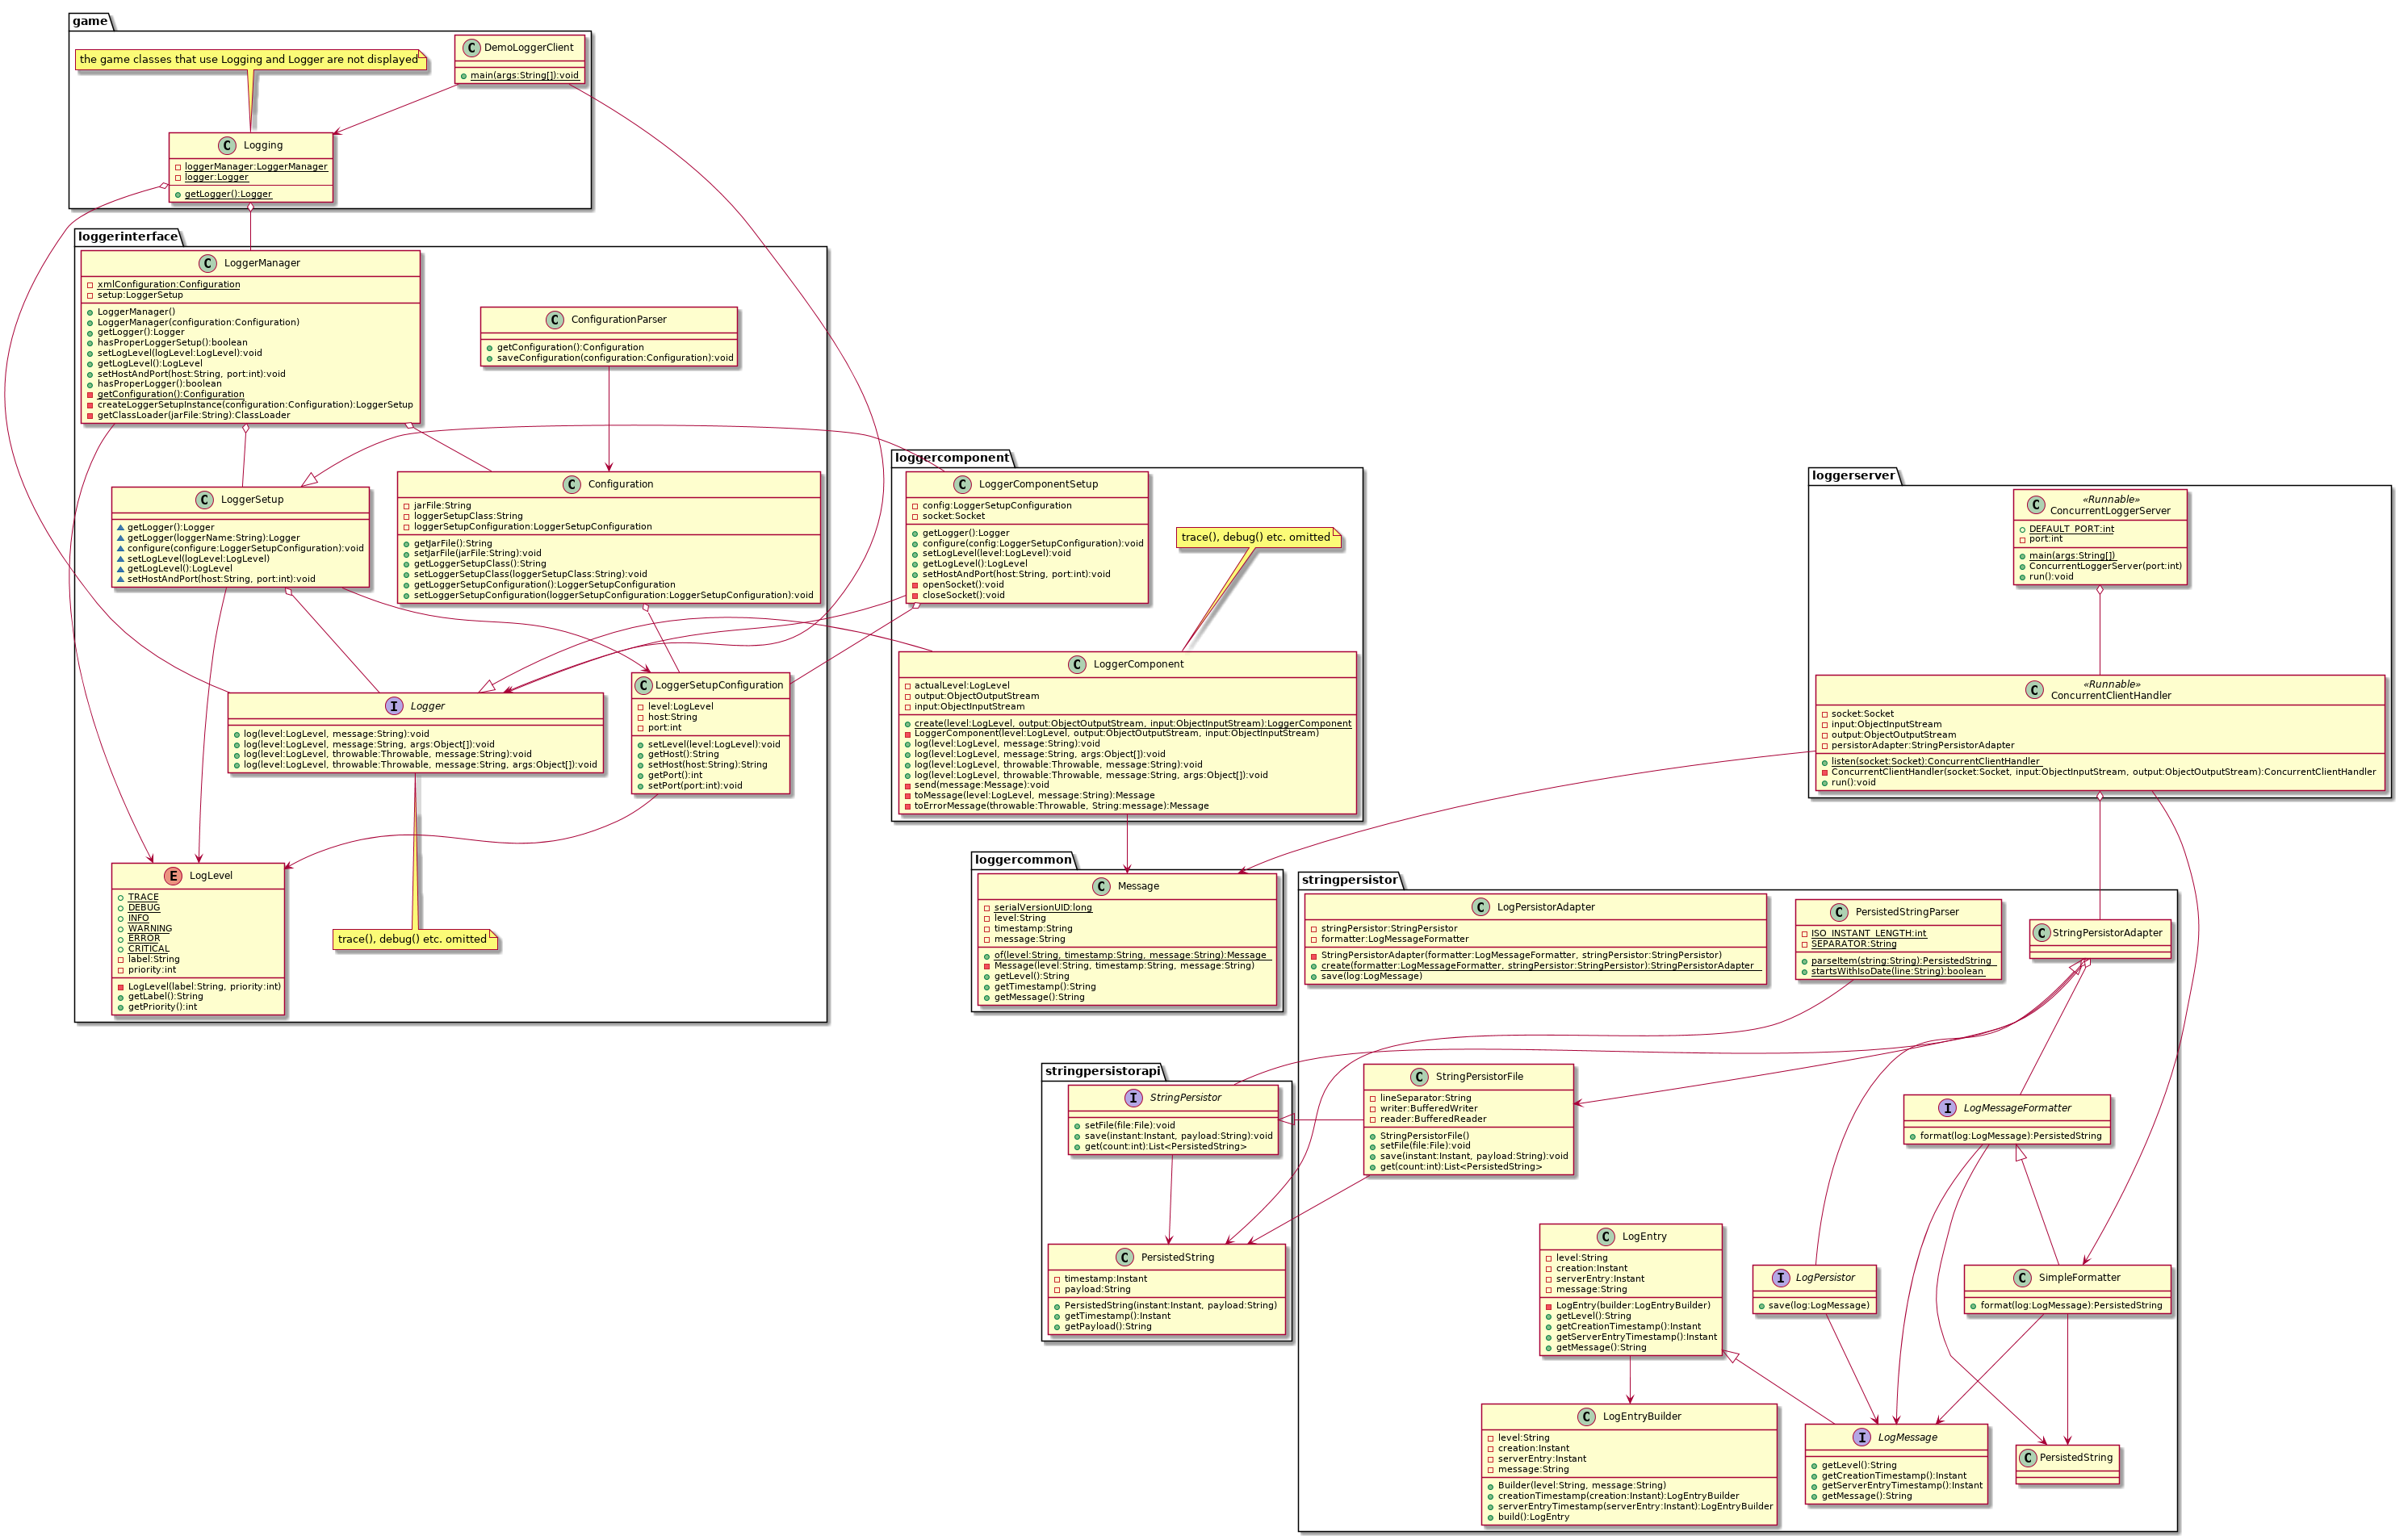 game
the game classes that use Logging and Logger are not displayed
C DemoLoggerClient
main(args:String[]):void
C Logging
loggerManager:LoggerManager
logger:Logger
getLogger():Logger
loggerinterface
C LoggerManager
xmlConfiguration:Configuration
setup:LoggerSetup
LoggerManager()
LoggerManager(configuration:Configuration)
getLogger():Logger
hasProperLoggerSetup():boolean
setLogLevel(logLevel:LogLevel):void
getLogLevel():LogLevel
setHostAndPort(host:String, port:int):void
hasProperLogger():boolean
getConfiguration():Configuration
createLoggerSetupInstance(configuration:Configuration):LoggerSetup
getClassLoader(jarFile:String):ClassLoader
C ConfigurationParser
getConfiguration():Configuration
saveConfiguration(configuration:Configuration):void
C LoggerSetup
getLogger():Logger
getLogger(loggerName:String):Logger
configure(configure:LoggerSetupConfiguration):void
setLogLevel(logLevel:LogLevel)
getLogLevel():LogLevel
setHostAndPort(host:String, port:int):void
C Configuration
jarFile:String
loggerSetupClass:String
loggerSetupConfiguration:LoggerSetupConfiguration
getJarFile():String
setJarFile(jarFile:String):void
getLoggerSetupClass():String
setLoggerSetupClass(loggerSetupClass:String):void
getLoggerSetupConfiguration():LoggerSetupConfiguration
setLoggerSetupConfiguration(loggerSetupConfiguration:LoggerSetupConfiguration):void
I Logger
log(level:LogLevel, message:String):void
log(level:LogLevel, message:String, args:Object[]):void
log(level:LogLevel, throwable:Throwable, message:String):void
log(level:LogLevel, throwable:Throwable, message:String, args:Object[]):void
C LoggerSetupConfiguration
level:LogLevel
host:String
port:int
setLevel(level:LogLevel):void
getHost():String
setHost(host:String):String
getPort():int
setPort(port:int):void
E LogLevel
TRACE
DEBUG
INFO
WARNING
ERROR
CRITICAL
label:String
priority:int
LogLevel(label:String, priority:int)
getLabel():String
getPriority():int
trace(), debug() etc. omitted
loggercomponent
C LoggerComponentSetup
config:LoggerSetupConfiguration
socket:Socket
getLogger():Logger
configure(config:LoggerSetupConfiguration):void
setLogLevel(level:LogLevel):void
getLogLevel():LogLevel
setHostAndPort(host:String, port:int):void
openSocket():void
closeSocket():void
trace(), debug() etc. omitted
C LoggerComponent
actualLevel:LogLevel
output:ObjectOutputStream
input:ObjectInputStream
create(level:LogLevel, output:ObjectOutputStream, input:ObjectInputStream):LoggerComponent
LoggerComponent(level:LogLevel, output:ObjectOutputStream, input:ObjectInputStream)
log(level:LogLevel, message:String):void
log(level:LogLevel, message:String, args:Object[]):void
log(level:LogLevel, throwable:Throwable, message:String):void
log(level:LogLevel, throwable:Throwable, message:String, args:Object[]):void
send(message:Message):void
toMessage(level:LogLevel, message:String):Message
toErrorMessage(throwable:Throwable, String:message):Message
loggerserver
«Runnable»
C ConcurrentLoggerServer
DEFAULT_PORT:int
port:int
main(args:String[])
ConcurrentLoggerServer(port:int)
run():void
«Runnable»
C ConcurrentClientHandler
socket:Socket
input:ObjectInputStream
output:ObjectOutputStream
persistorAdapter:StringPersistorAdapter
listen(socket:Socket):ConcurrentClientHandler
ConcurrentClientHandler(socket:Socket, input:ObjectInputStream, output:ObjectOutputStream):ConcurrentClientHandler
run():void
loggercommon
C Message
serialVersionUID:long
level:String
timestamp:String
message:String
of(level:String, timestamp:String, message:String):Message
Message(level:String, timestamp:String, message:String)
getLevel():String
getTimestamp():String
getMessage():String
stringpersistor
C LogPersistorAdapter
stringPersistor:StringPersistor
formatter:LogMessageFormatter
StringPersistorAdapter(formatter:LogMessageFormatter, stringPersistor:StringPersistor)
create(formatter:LogMessageFormatter, stringPersistor:StringPersistor):StringPersistorAdapter
save(log:LogMessage)
C PersistedStringParser
ISO_INSTANT_LENGTH:int
SEPARATOR:String
parseItem(string:String):PersistedString
startsWithIsoDate(line:String):boolean
C StringPersistorAdapter
stringpersistorapi
I StringPersistor
setFile(file:File):void
save(instant:Instant, payload:String):void
get(count:int):List<PersistedString>
C PersistedString
timestamp:Instant
payload:String
PersistedString(instant:Instant, payload:String)
getTimestamp():Instant
getPayload():String
C StringPersistorFile
lineSeparator:String
writer:BufferedWriter
reader:BufferedReader
StringPersistorFile()
setFile(file:File):void
save(instant:Instant, payload:String):void
get(count:int):List<PersistedString>
I LogMessageFormatter
format(log:LogMessage):PersistedString
C LogEntry
level:String
creation:Instant
serverEntry:Instant
message:String
LogEntry(builder:LogEntryBuilder)
getLevel():String
getCreationTimestamp():Instant
getServerEntryTimestamp():Instant
getMessage():String
I LogPersistor
save(log:LogMessage)
C SimpleFormatter
format(log:LogMessage):PersistedString
C LogEntryBuilder
level:String
creation:Instant
serverEntry:Instant
message:String
Builder(level:String, message:String)
creationTimestamp(creation:Instant):LogEntryBuilder
serverEntryTimestamp(serverEntry:Instant):LogEntryBuilder
build():LogEntry
I LogMessage
getLevel():String
getCreationTimestamp():Instant
getServerEntryTimestamp():Instant
getMessage():String
C PersistedString